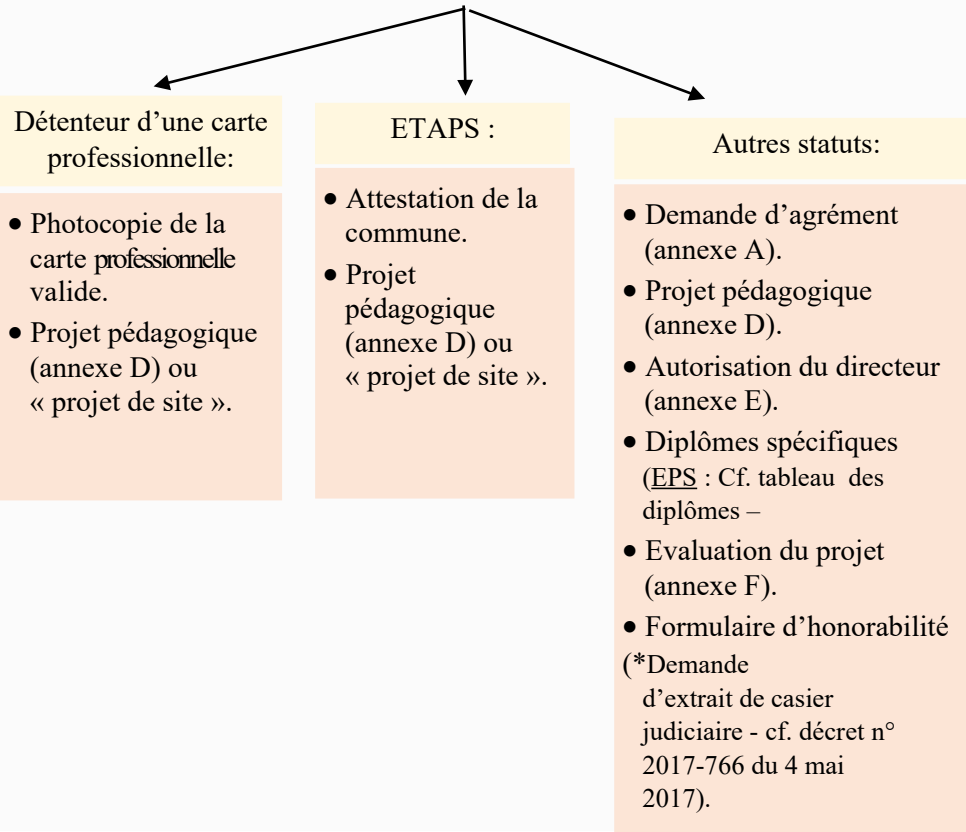 Détenteur d’une carte
professionnelle:
• Photocopie de la
carte professionnelle
valide.
• Projet pédagogique
(annexe D) ou
« projet de site ».
ETAPS :
• Attestation de la
commune.
• Projet
pédagogique
(annexe D) ou
« projet de site ».
Autres statuts:
• Demande d’agrément
(annexe A).
• Projet pédagogique
(annexe D).
• Autorisation du directeur
(annexe E).
• Diplômes spécifiques
(EPS : Cf. tableau des
diplômes –
• Evaluation du projet
(annexe F).
• Formulaire d’honorabilité
(*Demande
d’extrait de casier
judiciaire - cf. décret n°
2017-766 du 4 mai
2017).